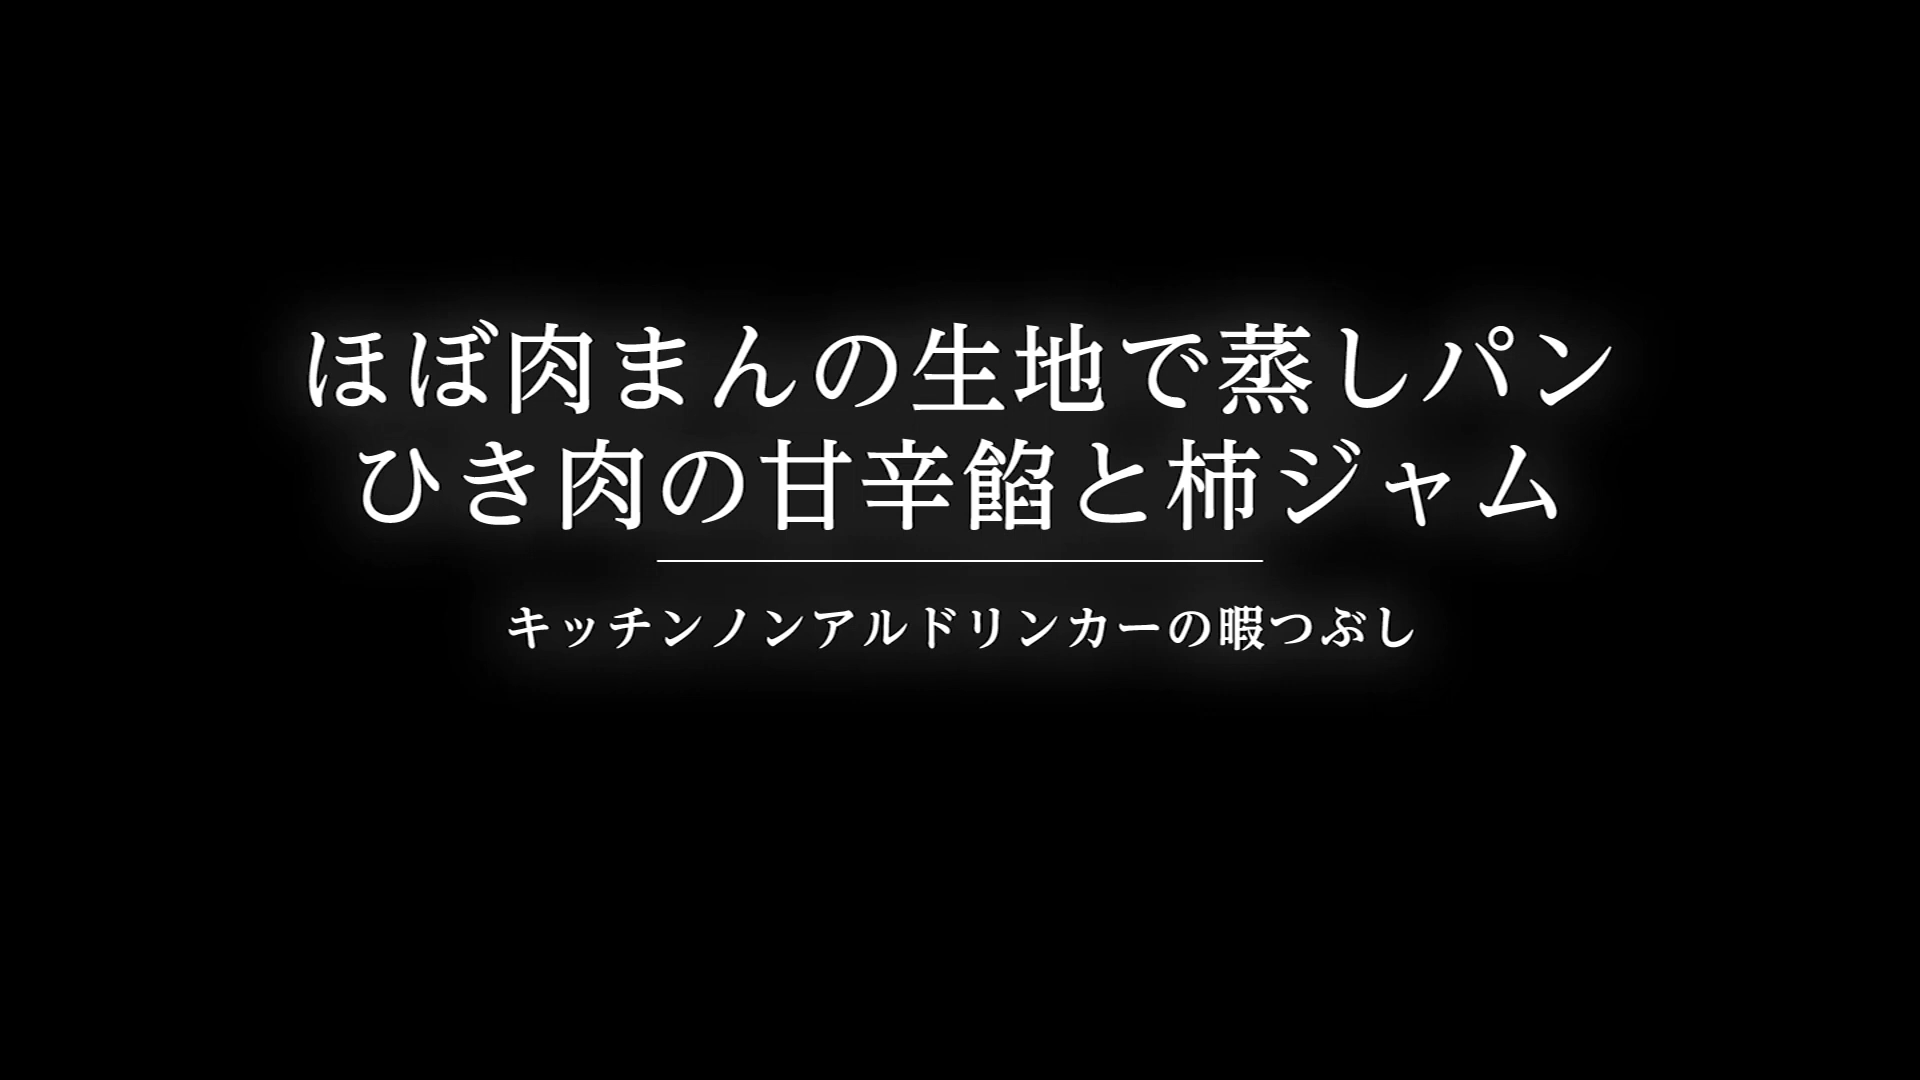 ほぼ肉まんの生地で蒸しパン
ひき肉の甘辛餡と柿ジャム
キッチンノンアルドリンカーの暇つぶし